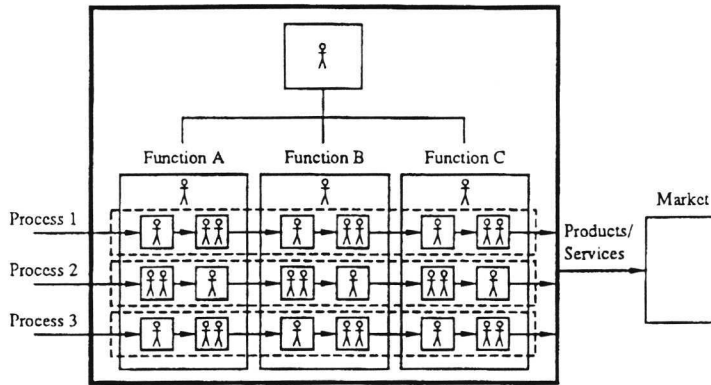 Function A
Function B
Function C
Process 1
Process 2
Process 3
Products/
Services
Market